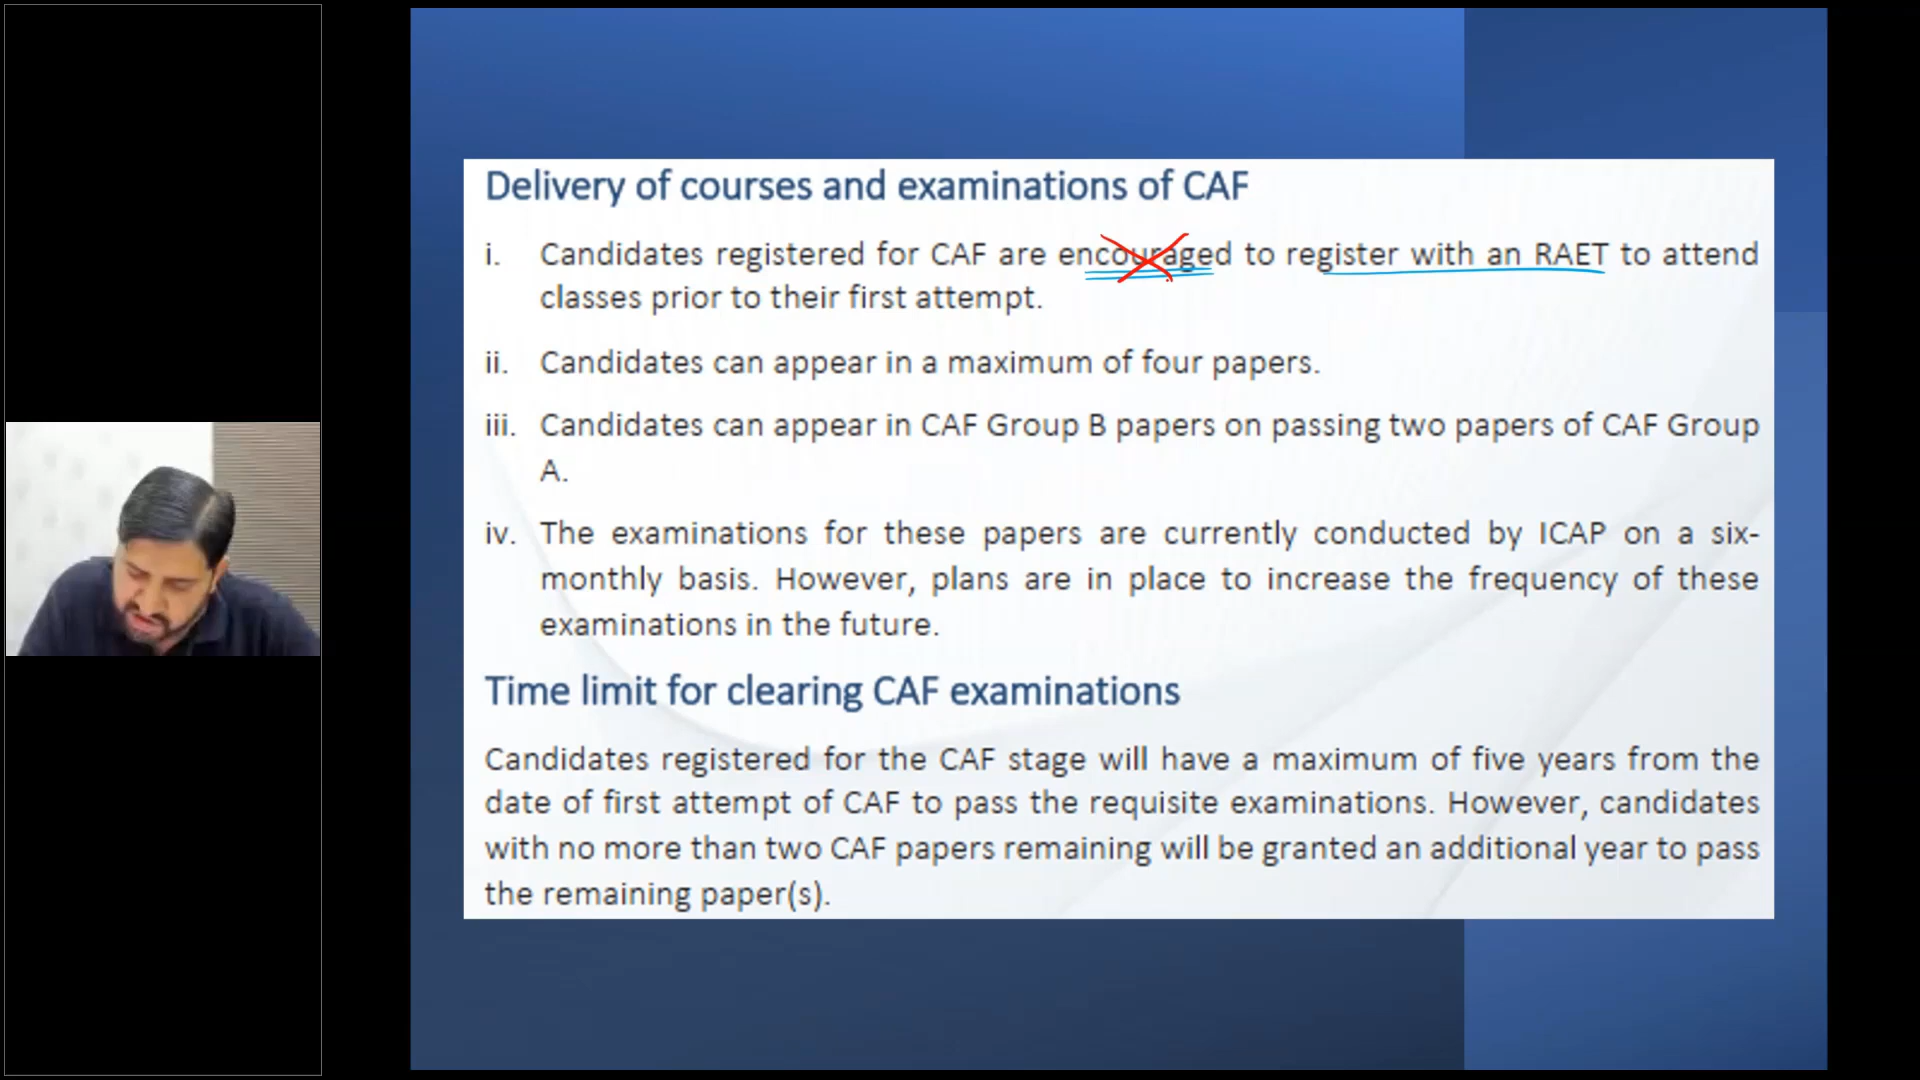 Delivery of courses and examinations of CAF
i. Candidates registered for CAF are encouraged to register with an RAET to attend
classes prior to their first attempt.
ii. Candidates can appear in a maximum of four papers.
iii. Candidates can appear in CAF Group B papers on passing two papers of CAF Group
A.
iv. The examinations for these papers are currently conducted by ICAP on a six-
monthly basis. However, plans are in place to increase the frequency of these
examinations in the future.
Time limit for clearing CAF examinations
Candidates registered for the CAF stage will have a maximum of five years from the
date of first attempt of CAF to pass the requisite examinations. However, candidates
with no more than two CAF papers remaining will be granted an additional year to pass
the remaining paper(s).